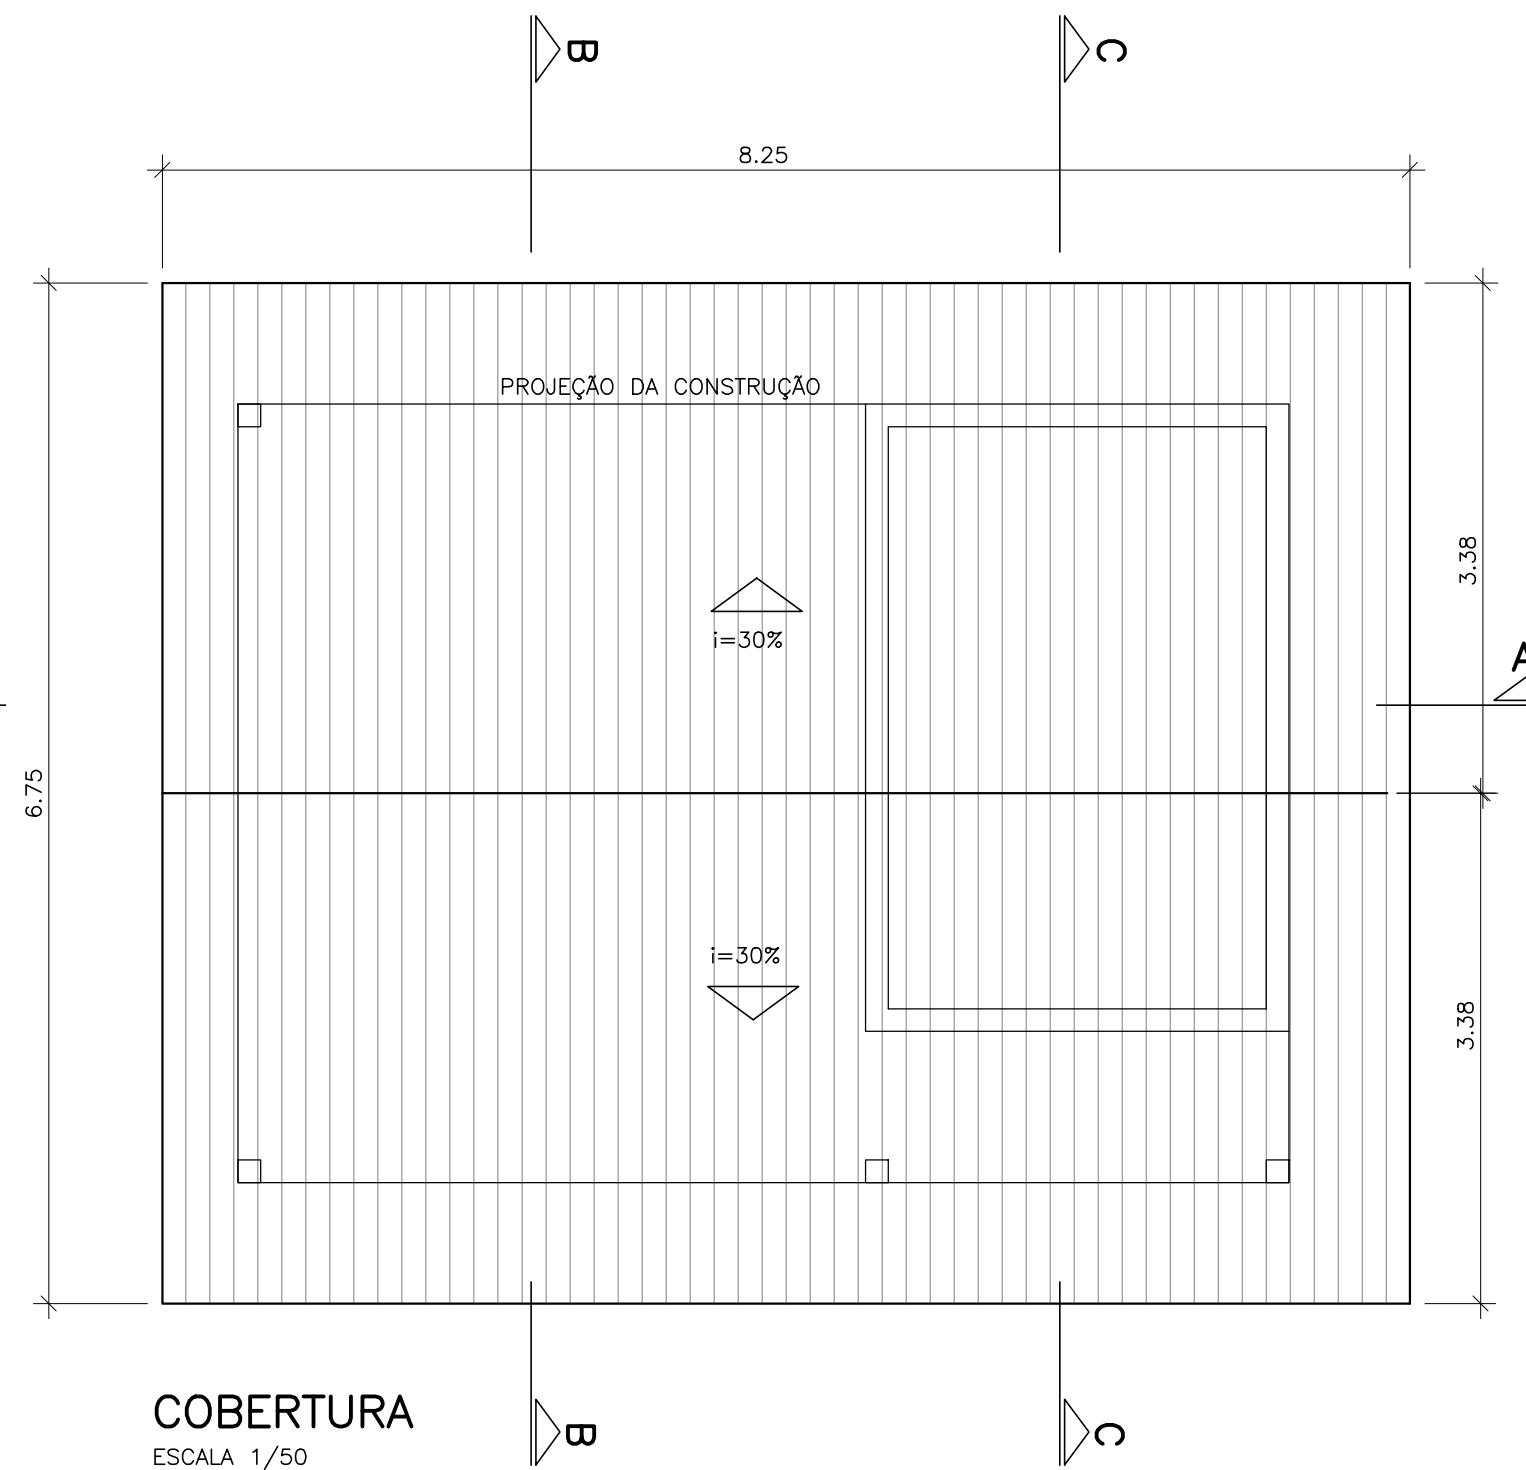 B
C
8.25
PROJEÇÃO DA CONSTRUÇÃO
3.38
i=30%
A
6.75
i=30%
3.38
COBERTURA
ESCALA 1/50
B
C